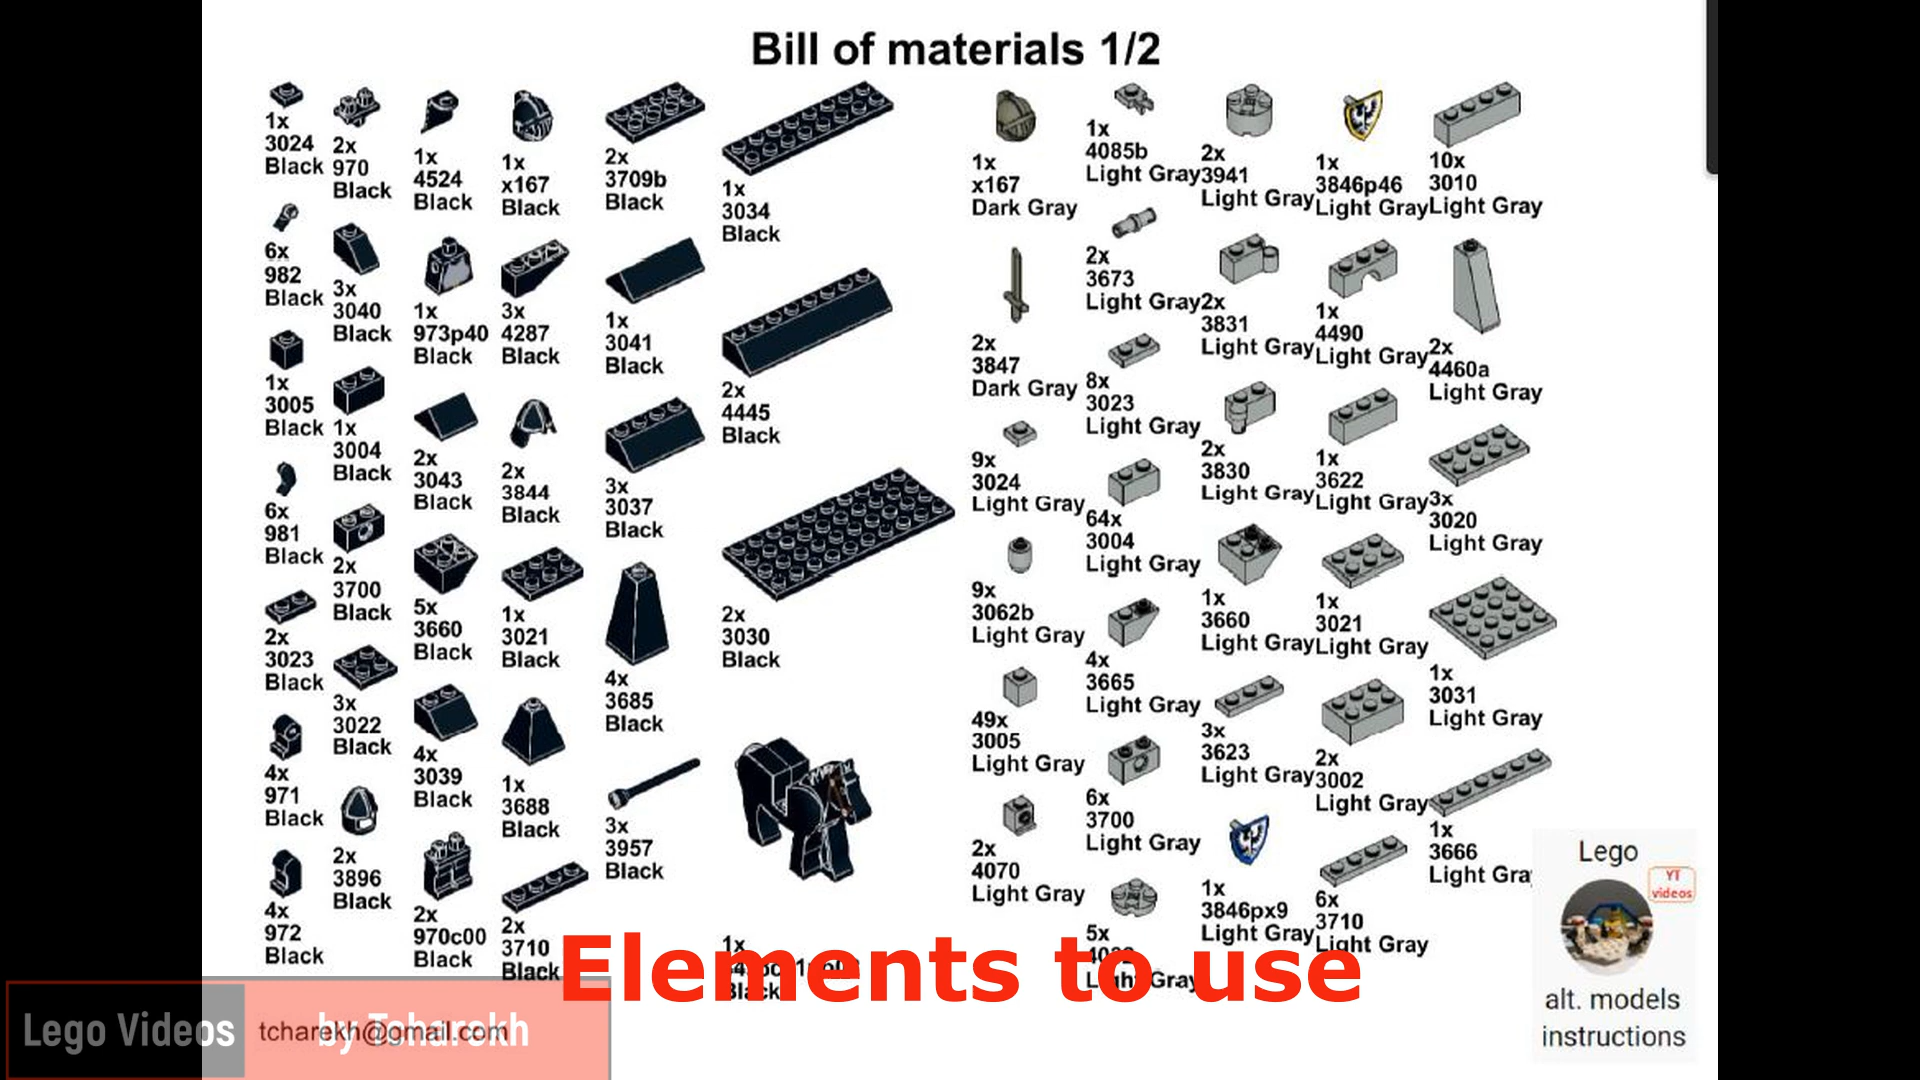 Bill of materials 1/2
1x
3024
Black
6x
982
Black
1x
3005
Black
6x
981
Black
2x
3023
Black
4x
971
Black
4x
972
Black
2x
970
Black
3x
3040
Black
1x
3004
Black
2x
3700
Black
3x
3022
Black
2x
3896
Black
1x
4524
Black
1x
973p40
Black
2x
3043
Black
5x
3660
Black
4x
3039
Black
2x
970c00
Black
1x
x167
Black
3x
4287
Black
2x
3844
Black
1x
3021
Black
1x
3688
Black
2x
3710
Black
2x
3709b
Black
1x
3041
Black
3x
3037
Black
4x
3685
Black
3x
3957
Black
1x
3034
Black
2x
4445
Black
2x
3030
Black
1x
Black
1x
x167
Dark Gray
2x
3847
Dark Gray
9x
3024
Light Gray
9x
3062b
Light Gray
49x
3005
Light Gray
2x
4070
Light Gray
1x
4085b
Light Gray
2x
3673
Light Gray
8x
3023
Light Gray
64x
3004
Light Gray
4x
3665
Light Gray
6x
3700
Light Gray
5x
Light Gray
2x
3941
Light Gray
2x
3831
Light Gray
2x
3830
Light Gray
1x
3660
Light Gray
3x
3623
Light Gray
1x
3846px9
Light Gray
1x
3846p46
Light Gray
1x
4490
Light Gray
1x
3622
Light Gray
1x
3021
Light Gray
2x
3002
Light Gray
6x
3710
Light Gray
10x
3010
Light Gray
2x
4460a
Light Gray
3x
3020
Light Gray
1x
3031
Light Gray
1x
3666
Light Gra
Elements to use
Lego
YT
videos
alt. models
instructions
Lego Videos by Tcharekh
tcharekh@gmail.com